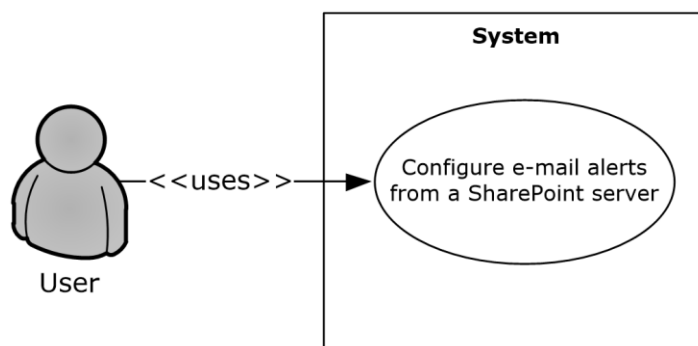 System
Configure e-mail alerts
from a SharePoint server
<<uses>>
User